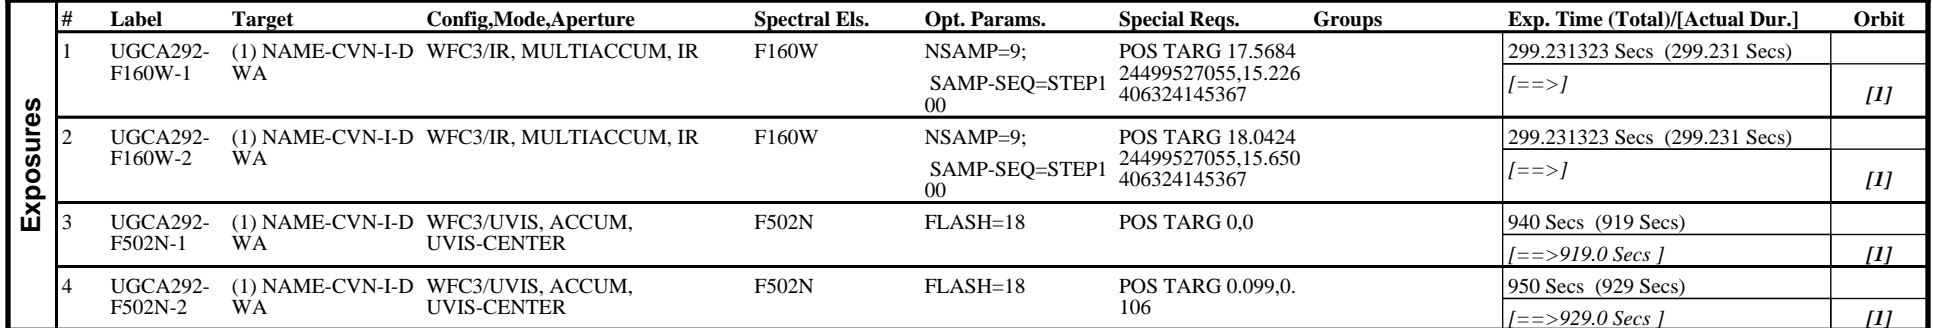 Exposures
# Label Target Config,Mode,Aperture Spectral Els. Opt. Params. Special Reqs. Groups Exp. Time (Total)/[Actual Dur.] Orbit
1 UGCA292- (1) NAME-CVN-I-D WFC3/IR, MULTIACCUM, IR F160W NSAMP=9; POS TARG 17.5684 299.231323 Secs (299.231 Secs)
F160W-1 WA 24499527055,15.226
SAMP-SEQ=STEP1 406324145367 [==>]
00 [1]
2 UGCA292- (1) NAME-CVN-I-D WFC3/IR, MULTIACCUM, IR F160W NSAMP=9; POS TARG 18.0424 299.231323 Secs (299.231 Secs)
F160W-2 WA 24499527055,15.650
SAMP-SEQ=STEP1 406324145367 [==>]
00 [1]
3 UGCA292- (1) NAME-CVN-I-D WFC3/UVIS, ACCUM, F502N FLASH=18 POS TARG 0,0 940 Secs (919 Secs)
F502N-1 WA UVIS-CENTER [==>919.0 Secs ] [1]
4 UGCA292- (1) NAME-CVN-I-D WFC3/UVIS, ACCUM, F502N FLASH=18 POS TARG 0.099,0. 950 Secs (929 Secs)
F502N-2 WA UVIS-CENTER 106 [==>929.0 Secs ] [1]